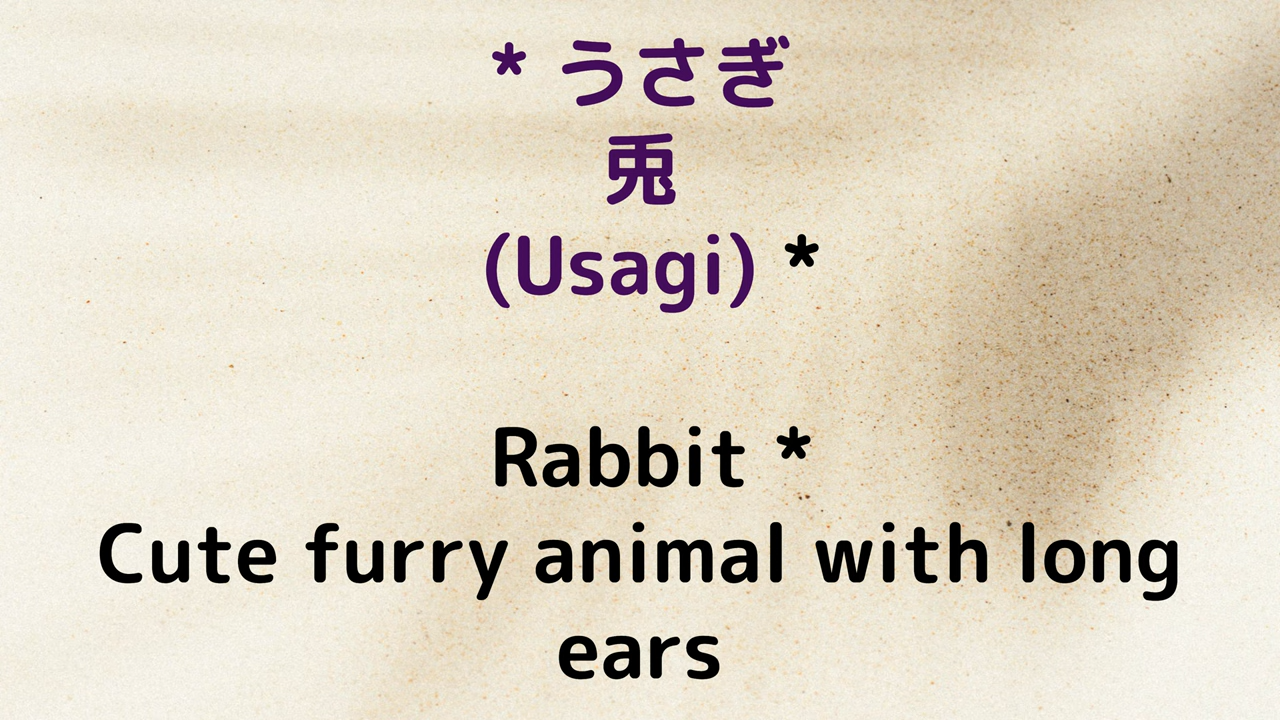 * うさぎ
兎
(Usagi) *
Rabbit *
Cute furry animal with long
ears